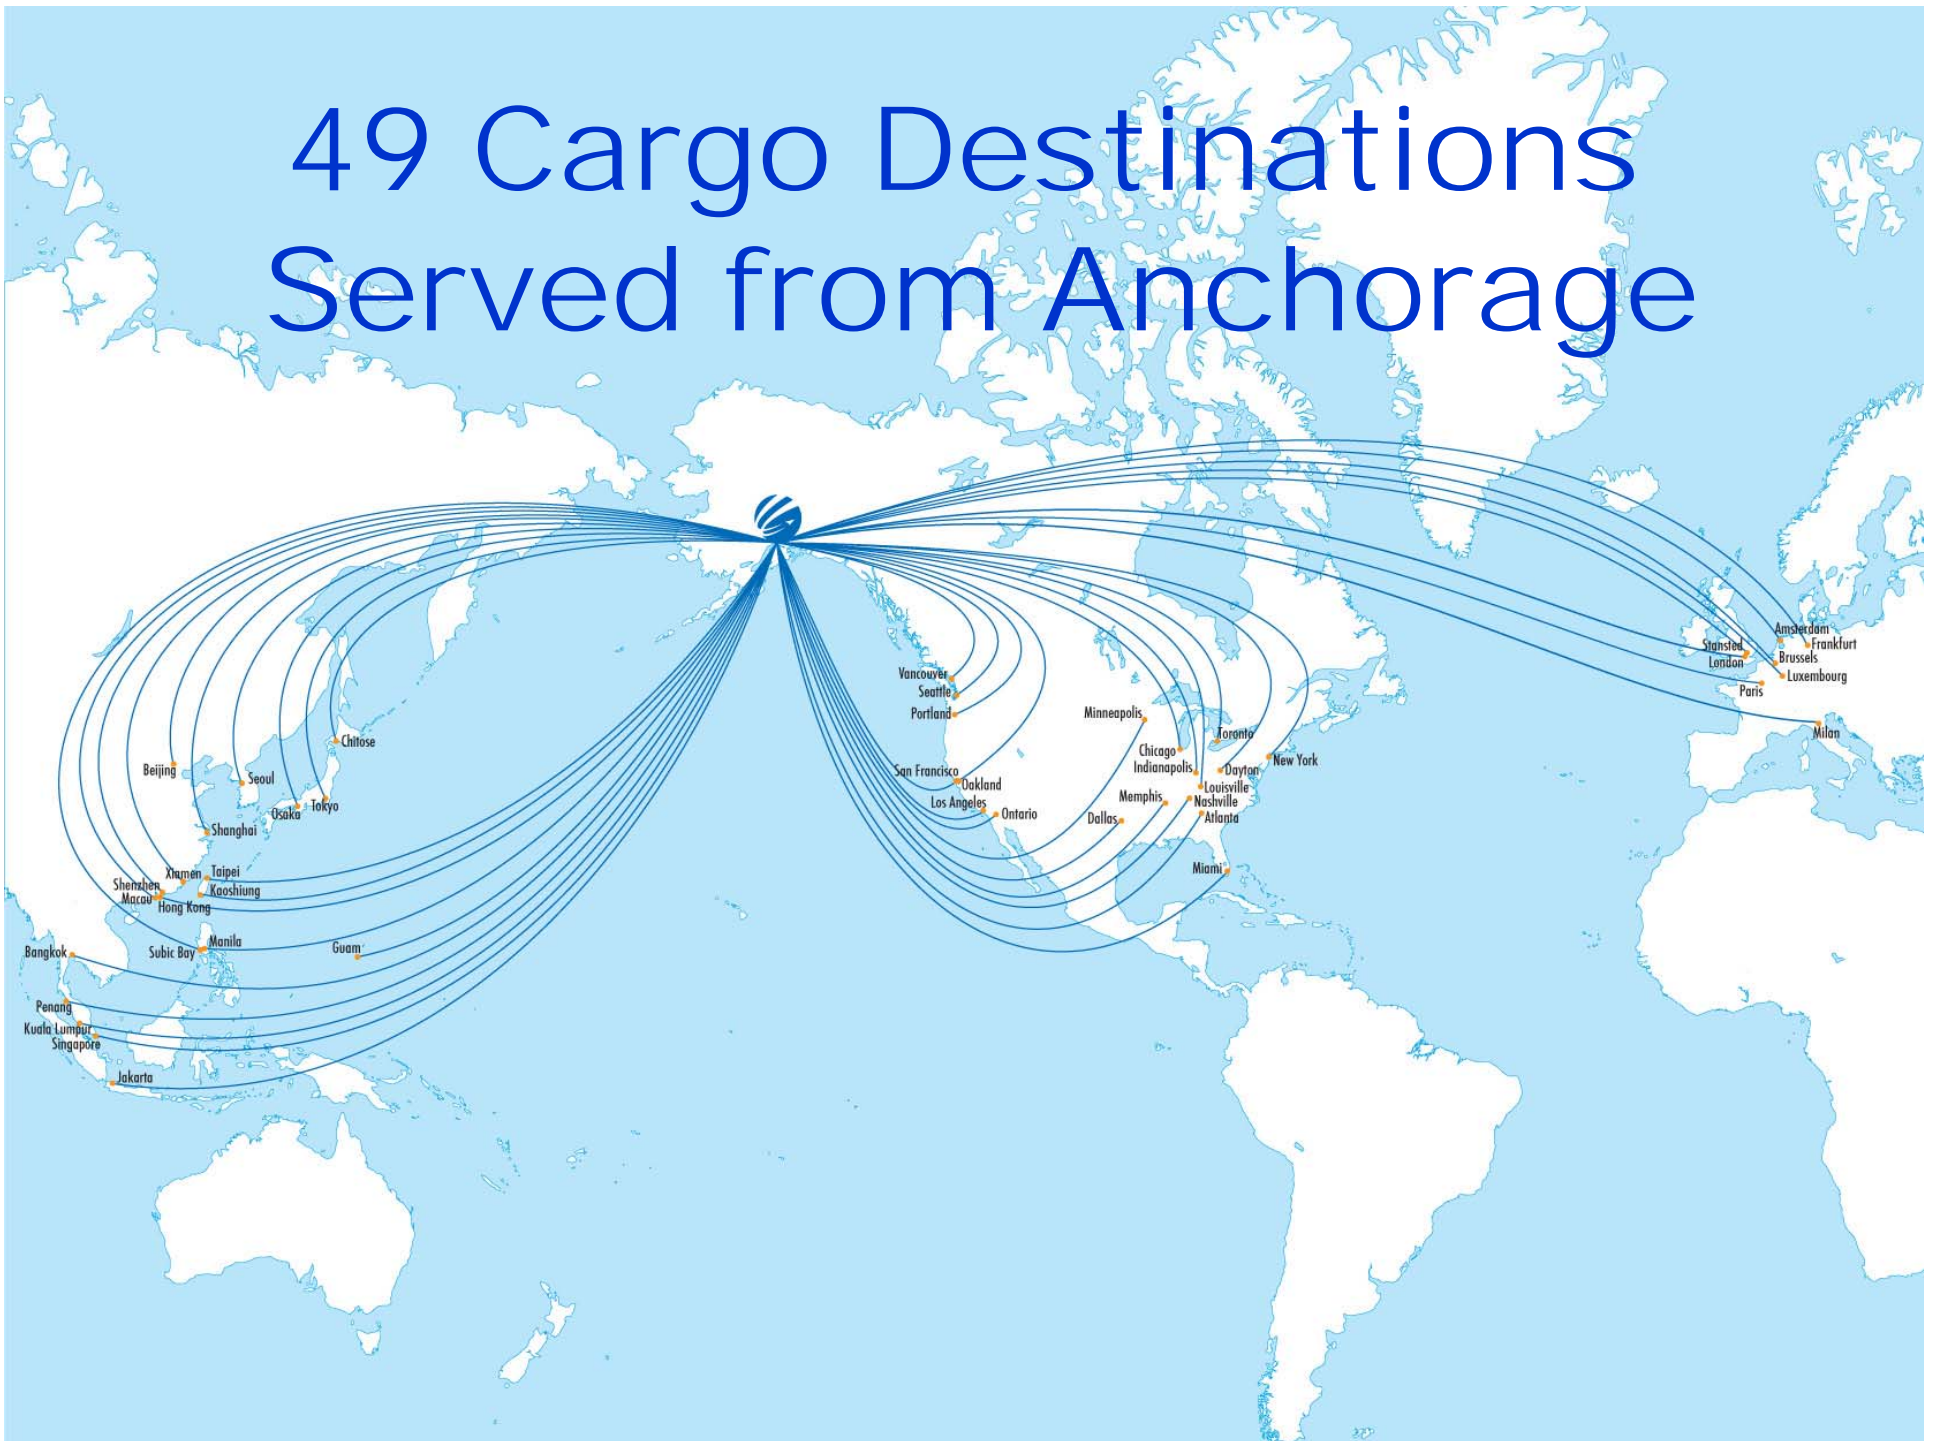 49 Cargo Destinations
Served from Anchorage
Amsterdam
Stansted
Frankfurt
London
Brussels
Luxembourg
Paris
Milan
Vancouver
Seattle
Portland
Minneapolis
Toronto
Chicago
Indianapolis
Dayton
New York
San Francisco
Oakland
Louisville
Los Angeles
Memphis
Nashville
Ontario
Dallas
Atlanta
Miami
Chitose
Beijing
Seoul
Osaka
Tokyo
Shanghai
Xiamen
Taipei
Shenzhen
Kaoshiung
Macau
Hong Kong
Manila
Subic Bay
Guam
Bangkok
Penang
Kuala Lumpur
Singapore
Jakarta